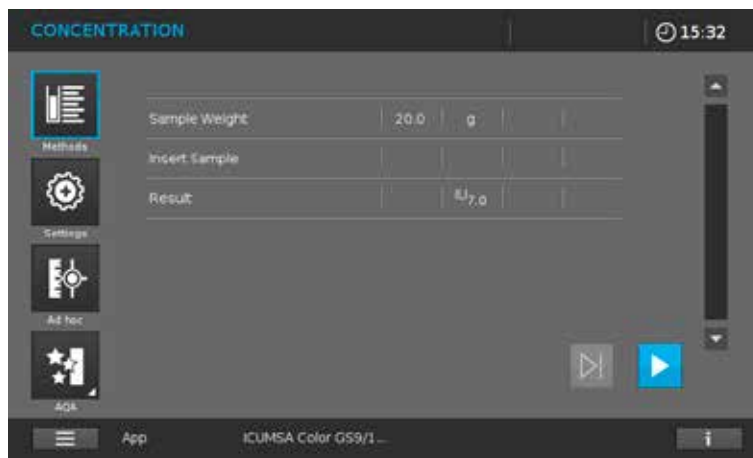 CONCENTRATION 15:32
Methods
Sample Weight 20.0 g
Insert Sample
Result IU7.0
Settings
Ad hoc
AQA
App ICUMSA Color GS9/1...
i